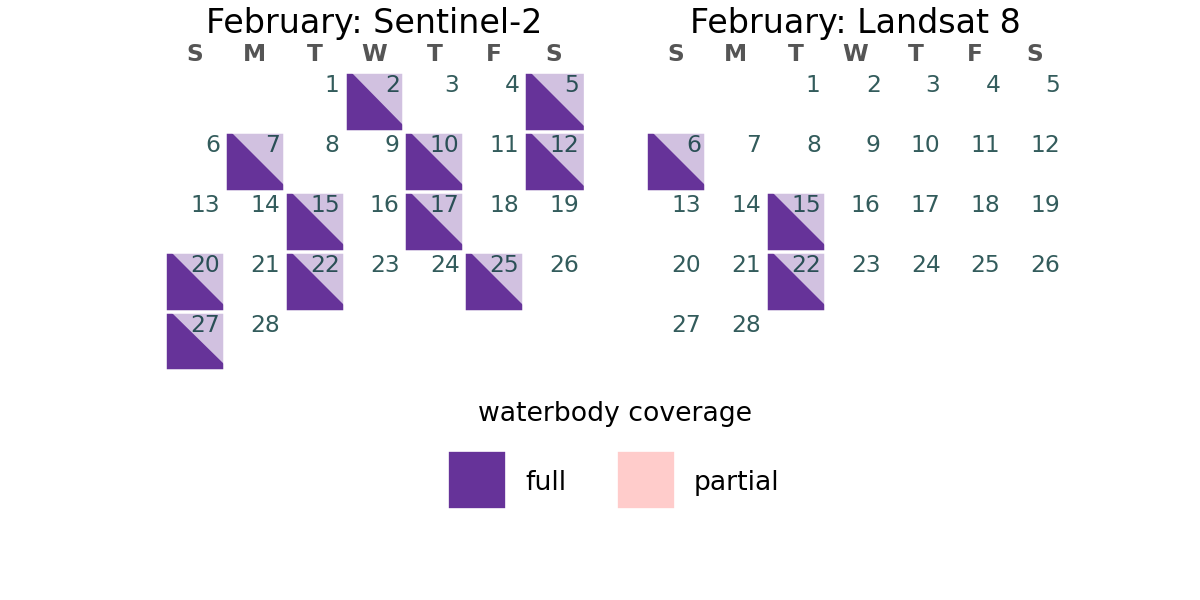 February: Sentinel-2
S M T W T F S
1 2 3 4 5
6 7 8 9 10 11 12
13 14 15 16 17 18 19
20 21 22 23 24 25 26
27 28
February: Landsat 8
S M T W T F S
1 2 3 4 5
6 7 8 9 10 11 12
13 14 15 16 17 18 19
20 21 22 23 24 25 26
27 28
waterbody coverage
full
partial